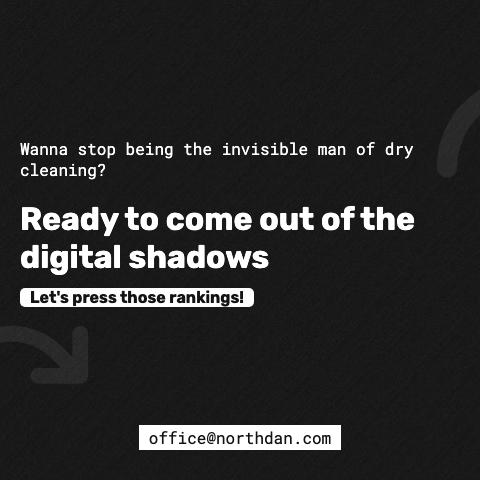 Wanna stop being the invisible man of dry
cleaning?
Ready to come out of the
digital shadows
Let's press those rankings!
office@northdan.com